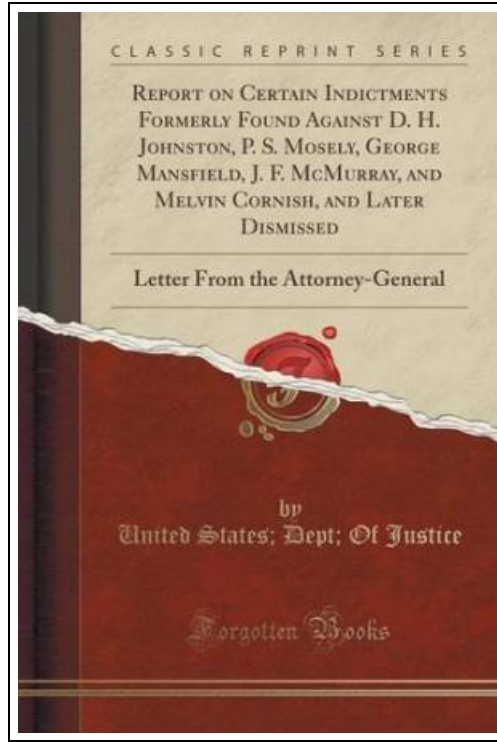 CLASSIC REPRINT SERIES
REPORT ON CERTAIN INDICTMENTS
FORMERLY FOUND AGAINST D. H.
JOHNSTON, P. S. MOSELY, GEORGE
MANSFIELD, J. F. MCMURRAY, AND
MELVIN CORNISH, AND LATER
DISMISSED
Letter From the Attorney-General
by
United States; Dept; Of Justice
Forgotten Books